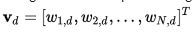 𝐯_d = [w_{1,d}, w_{2,d}, . . . , w_{N,d}]^T